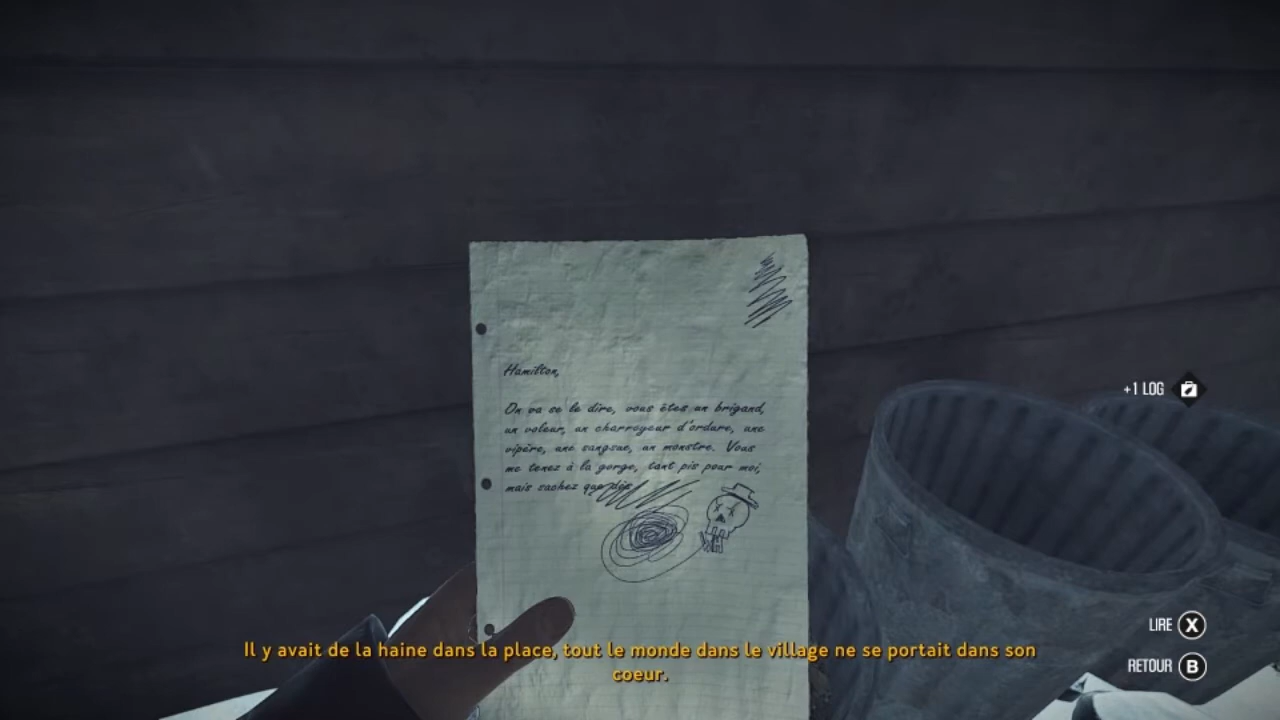 Hamilton,
On va se le dire, vous êtes un brigand,
un voleur, un charroyeur d'ordure, une
vipère, une sangsue, un monstre. Vous
me tenez à la gorge, tant pis pour moi,
mais sachez que dès
+1 LOG
LIRE X
RETOUR B
Il y avait de la haine dans la place, tout le monde dans le village ne se portait dans son
coeur.